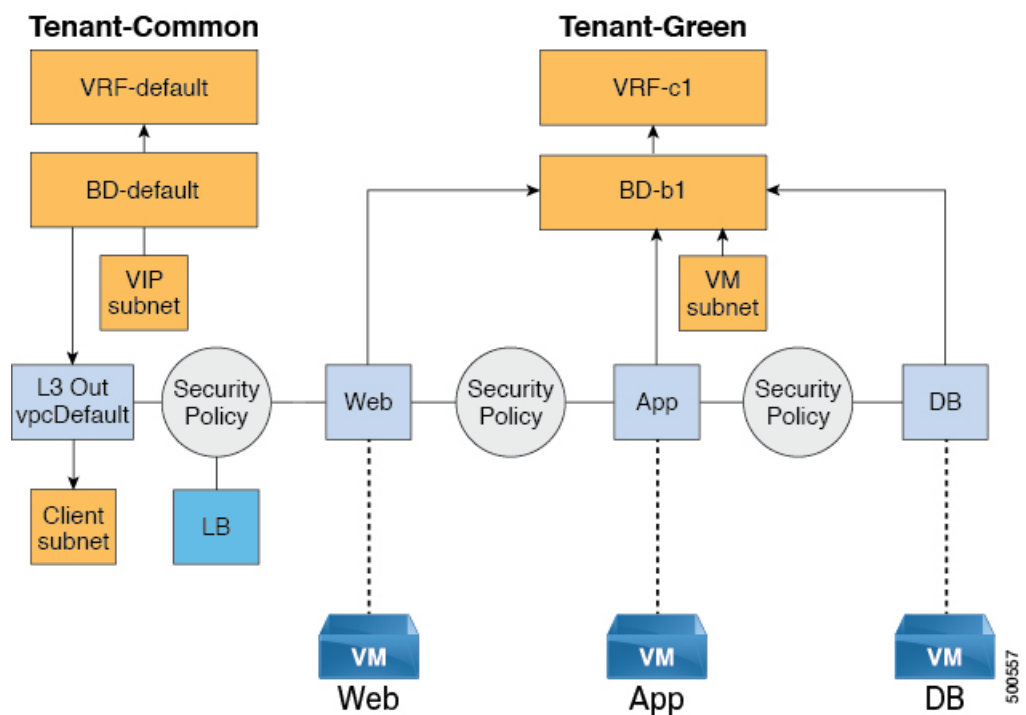 Tenant-Common
Tenant-Green
VRF-default
VRF-c1
BD-default
BD-b1
VIP
subnet
VM
subnet
L3 Out
vpcDefault
Security
Policy
Web
Security
Policy
App
Security
Policy
DB
Client
subnet
LB
VM
VM
VM
Web
App
DB
500557